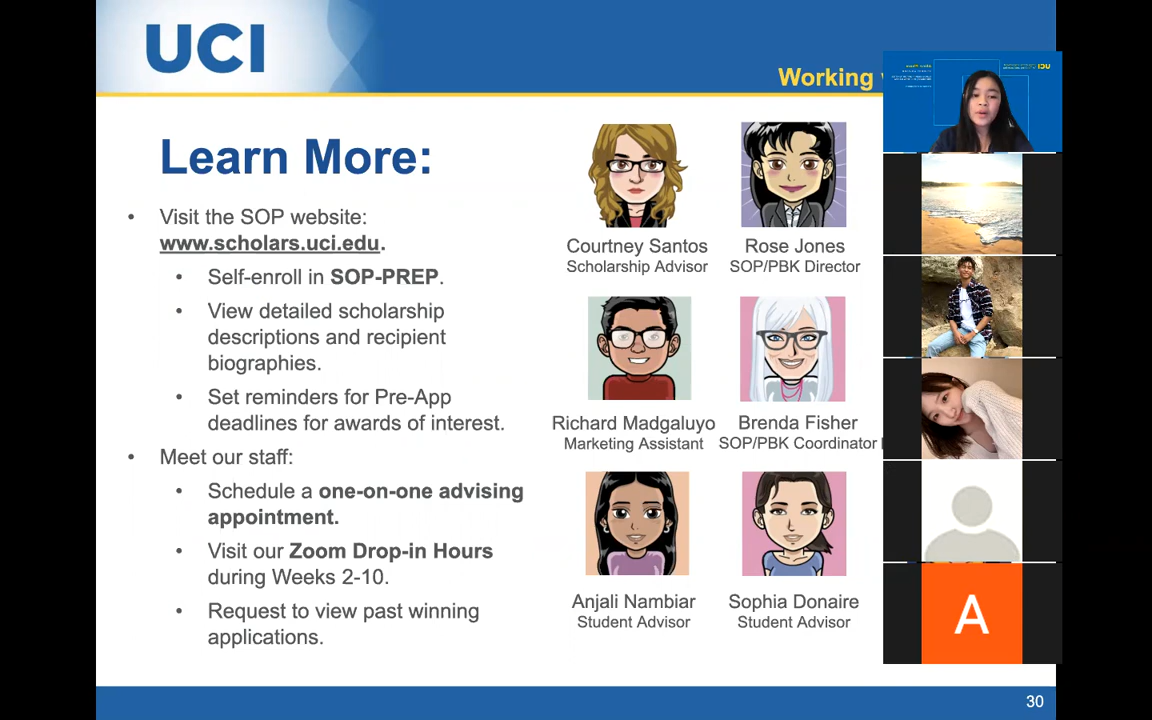 UCI
Working
Learn More:
• Visit the SOP website:
www.scholars.uci.edu.
• Self-enroll in SOP-PREP.
• View detailed scholarship
descriptions and recipient
biographies.
• Set reminders for Pre-App
deadlines for awards of interest.
• Meet our staff:
• Schedule a one-on-one advising
appointment.
• Visit our Zoom Drop-in Hours
during Weeks 2-10.
• Request to view past winning
applications.
Courtney Santos
Scholarship Advisor
Rose Jones
SOP/PBK Director
Richard Madgaluyo
Marketing Assistant
Brenda Fisher
SOP/PBK Coordinator
Anjali Nambiar
Student Advisor
Sophia Donaire
Student Advisor
A
30